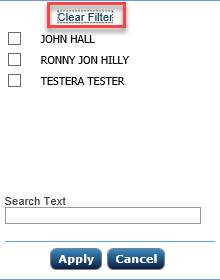 Clear Filter
JOHN HALL
RONNY JON HILLY
TESTERA TESTER
Search Text
Apply Cancel